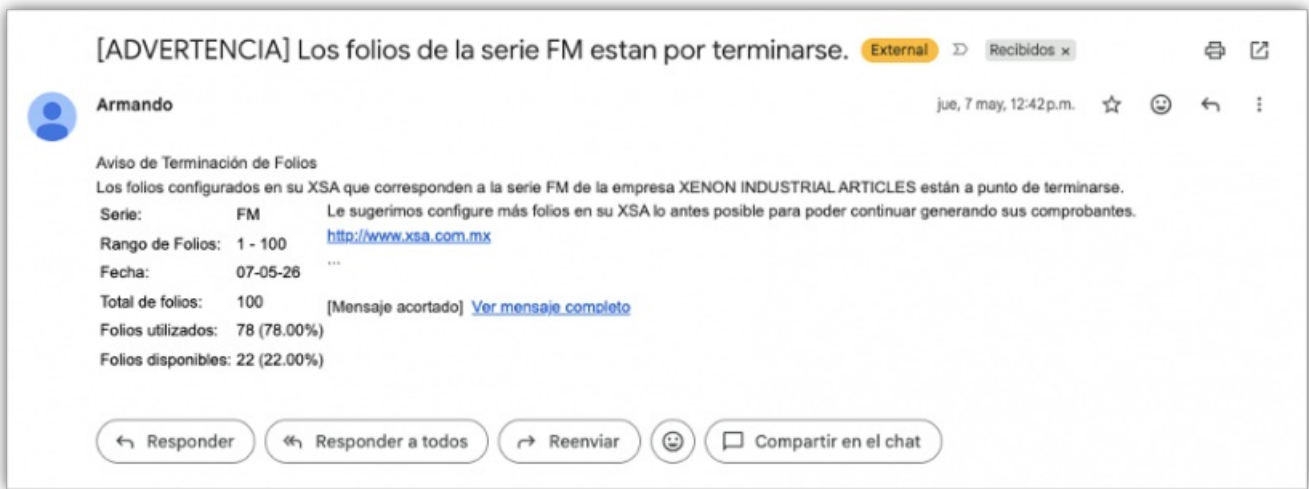 [ADVERTENCIA] Los folios de la serie FM estan por terminarse. External Recibidos x
Armando
jue, 7 may, 12:42 p.m.
Aviso de Terminación de Folios
Los folios configurados en su XSA que corresponden a la serie FM de la empresa XENON INDUSTRIAL ARTICLES están a punto de terminarse.
Serie: FM
Rango de Folios: 1 - 100
Fecha: 07-05-26
Total de folios: 100
Folios utilizados: 78 (78.00%)
Folios disponibles: 22 (22.00%)
Le sugerimos configure más folios en su XSA lo antes posible para poder continuar generando sus comprobantes.
http://www.xsa.com.mx
...
[Mensaje acortado] Ver mensaje completo
Responder
Responder a todos
Reenviar
Compartir en el chat